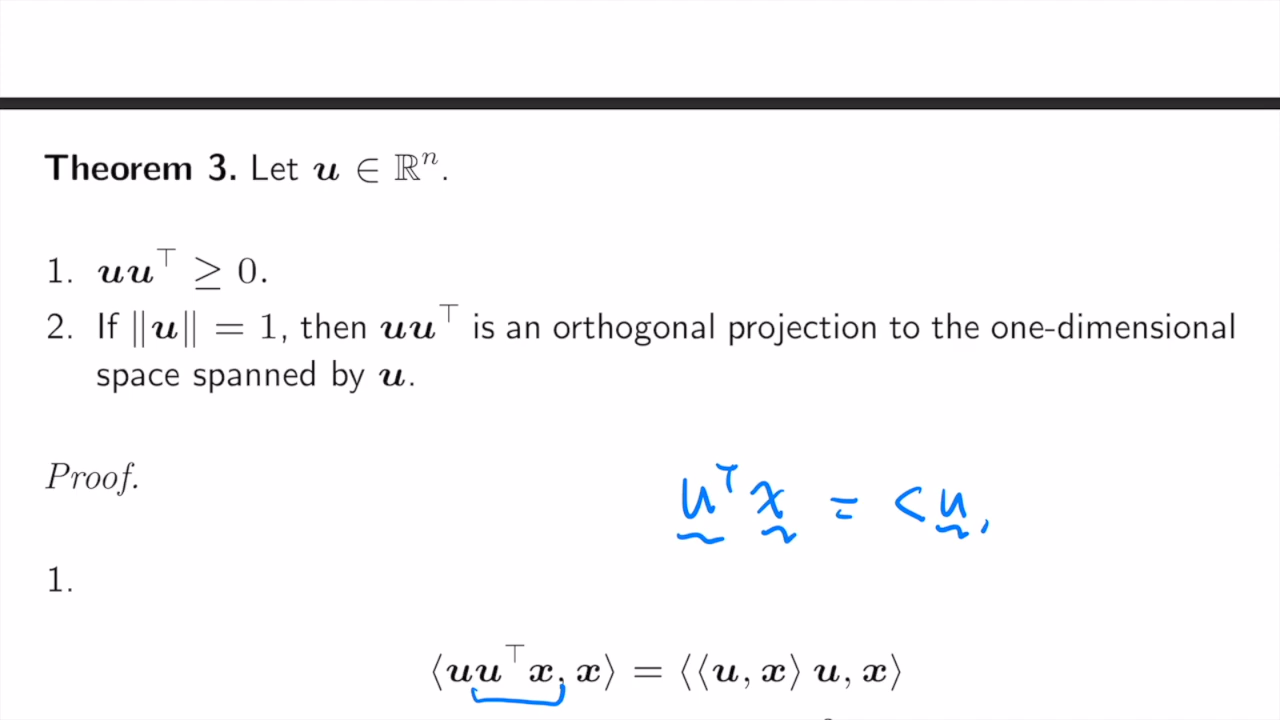 Theorem 3. Let u ∈ ℝⁿ.
1. uu⊤ ≥ 0.
2. If ‖u‖ = 1, then uu⊤ is an orthogonal projection to the one-dimensional
space spanned by u.
Proof.
u⊤x = <u,
1.
⟨uu⊤x, x⟩ = ⟨⟨u, x⟩ u, x⟩